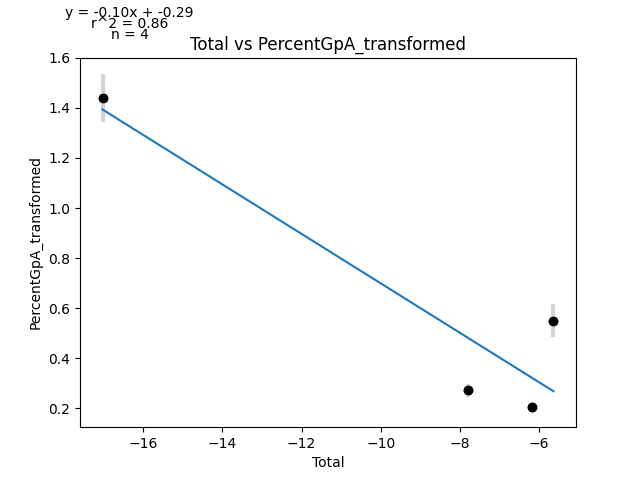 y = -0.10x + -0.29
r^2 = 0.86
n = 4
Total vs PercentGpA_transformed
1.6
1.4
1.2
1.0
0.8
0.6
0.4
0.2
PercentGpA_transformed
−16 −14 −12 −10 −8 −6
Total